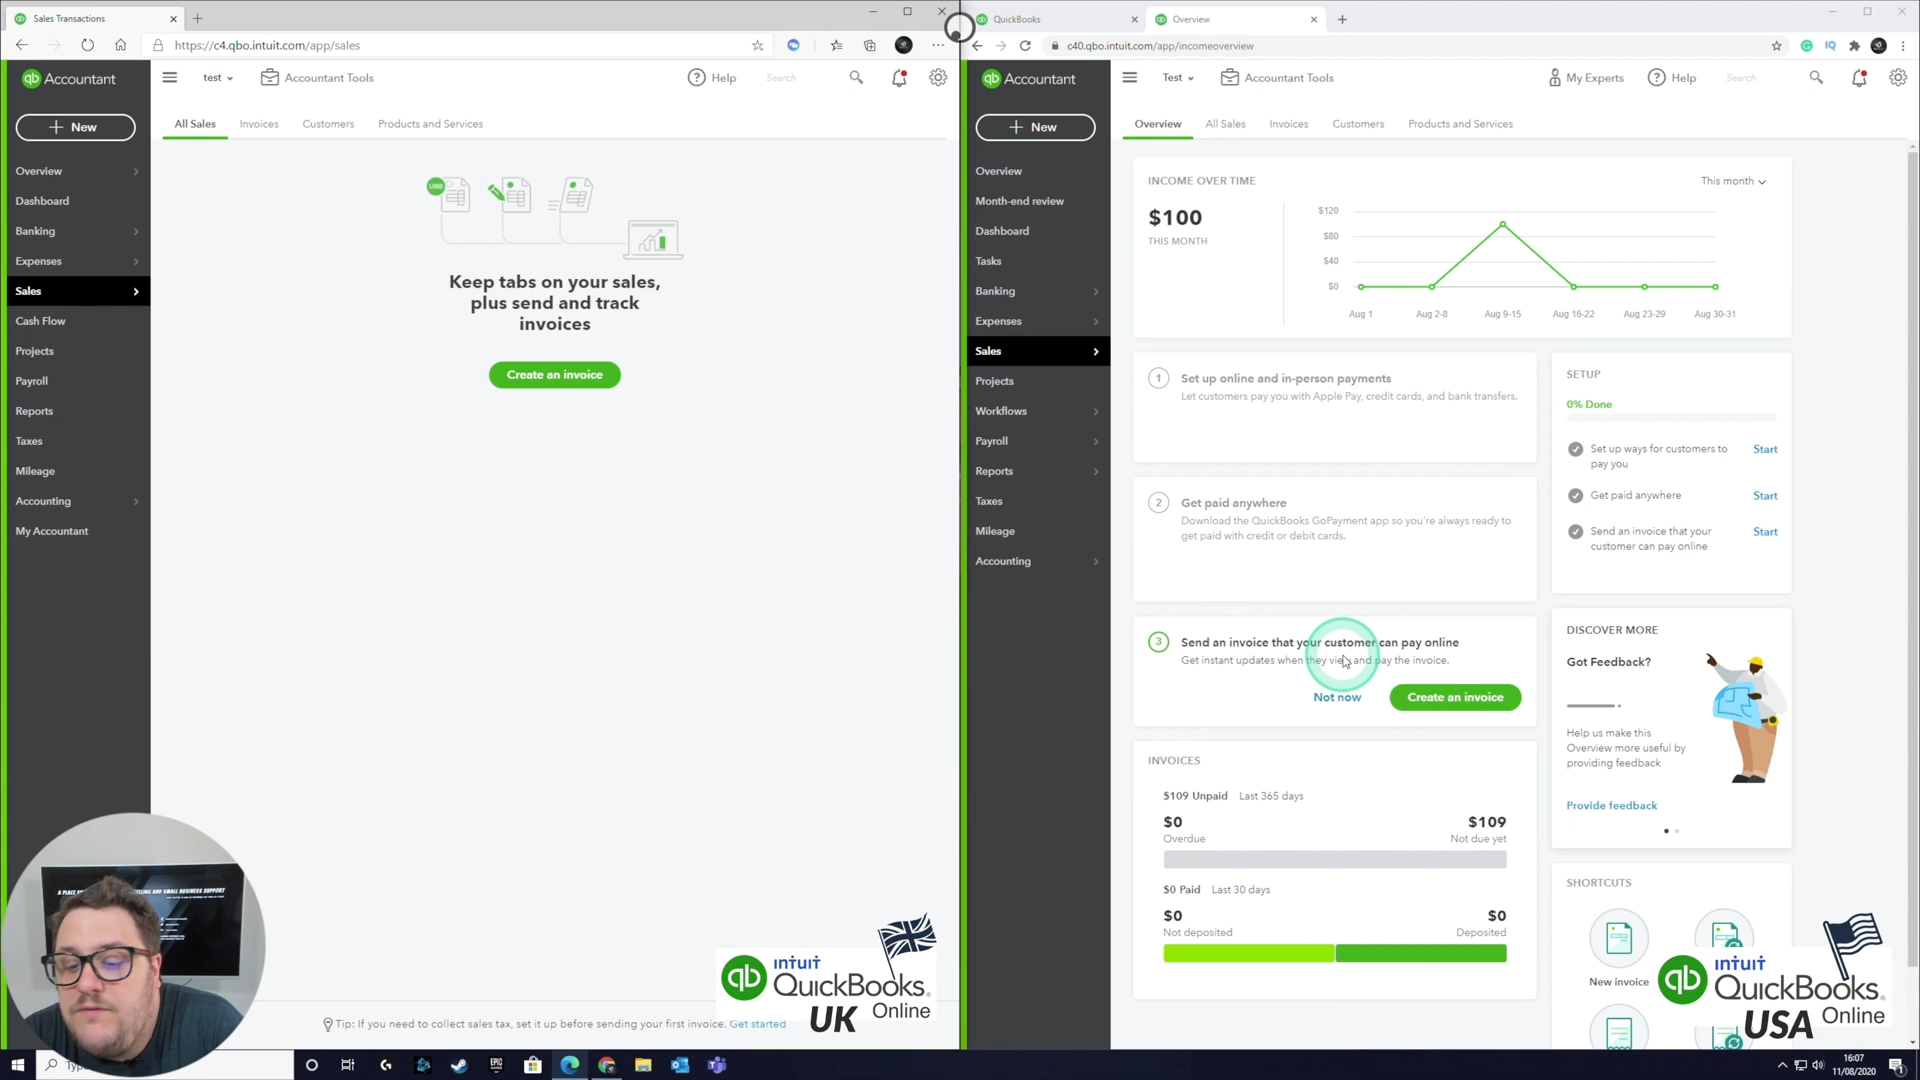 Sales Transactions
https://c4.qbo.intuit.com/app/sales
qb Accountant
test
Accountant Tools
Help
Search
+ New
All Sales
Invoices
Customers
Products and Services
Overview
Dashboard
Banking
Expenses
Sales
Cash Flow
Projects
Payroll
Reports
Taxes
Mileage
Accounting
My Accountant
LOGO
Keep tabs on your sales,
plus send and track
invoices
Create an invoice
Tip: If you need to collect sales tax, set it up before sending your first invoice. Get started
qb
intuit
QuickBooks.
UK Online
QuickBooks
Overview
c40.qbo.intuit.com/app/incomeoverview
IQ
qb Accountant
Test
Accountant Tools
My Experts
Help
Search
+ New
Overview
All Sales
Invoices
Customers
Products and Services
Overview
Month-end review
Dashboard
Tasks
Banking
Expenses
Sales
Projects
Workflows
Payroll
Reports
Taxes
Mileage
Accounting
INCOME OVER TIME
This month
$100
THIS MONTH
$120
$80
$40
$0
Aug 1
Aug 2-8
Aug 9-15
Aug 16-22
Aug 23-29
Aug 30-31
1
Set up online and in-person payments
Let customers pay you with Apple Pay, credit cards, and bank transfers.
2
Get paid anywhere
Download the QuickBooks GoPayment app so you're always ready to
get paid with credit or debit cards.
3
Send an invoice that your customer can pay online
Get instant updates when they view and pay the invoice.
Not now
Create an invoice
INVOICES
$109 Unpaid Last 365 days
$0
$109
Overdue
Not due yet
$0 Paid Last 30 days
$0
$0
Not deposited
Deposited
SETUP
0% Done
Set up ways for customers to
pay you
Start
Get paid anywhere
Start
Send an invoice that your
customer can pay online
Start
DISCOVER MORE
Got Feedback?
Help us make this
Overview more useful by
providing feedback
Provide feedback
SHORTCUTS
New invoice
qb
intuit
QuickBooks.
USA Online
16:07
11/08/2020